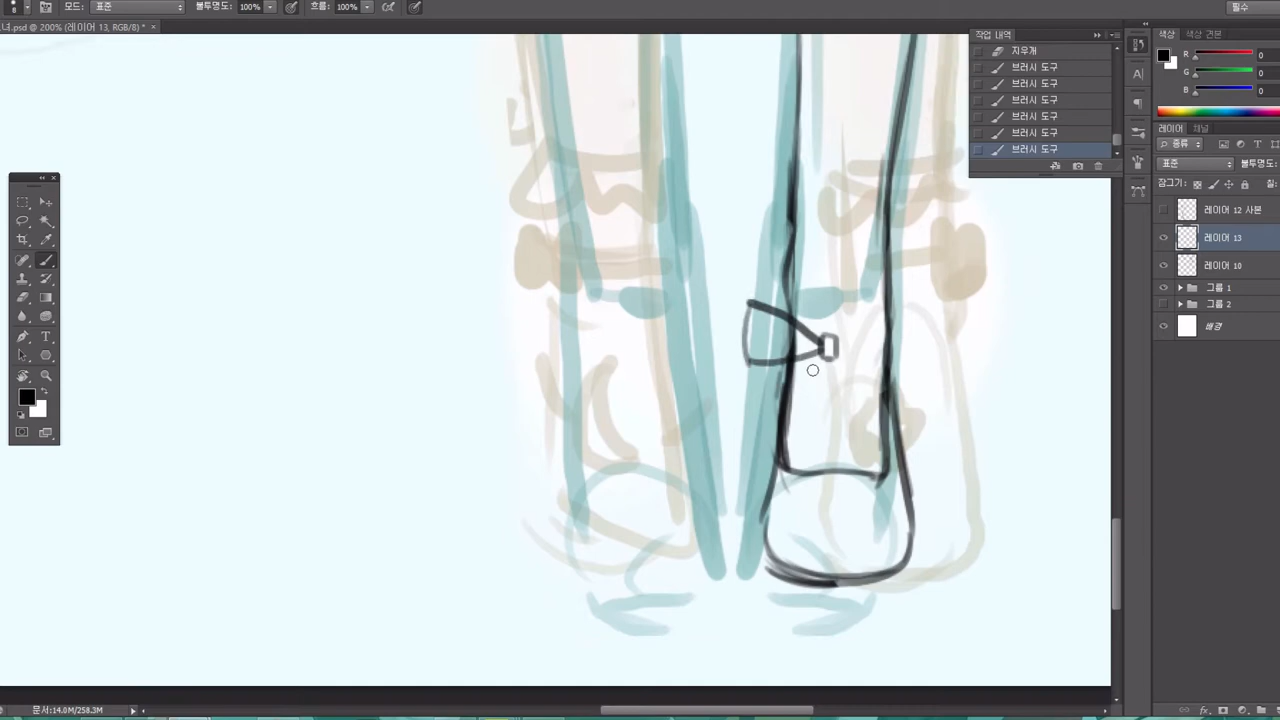 8
모드: 표준
불투명도: 100%
흐름: 100%
필수
녀.psd @ 200% (레이어 13, RGB/8) *
작업 내역
지우개
브러시 도구
브러시 도구
브러시 도구
브러시 도구
브러시 도구
브러시 도구
색상
색상 견본
R 0
G 0
B 0
레이어
채널
종류
표준
불투명도:
잠그기:
칠:
레이어 12 사본
레이어 13
레이어 10
그룹 1
그룹 2
배경
문서:14.0M/258.3M